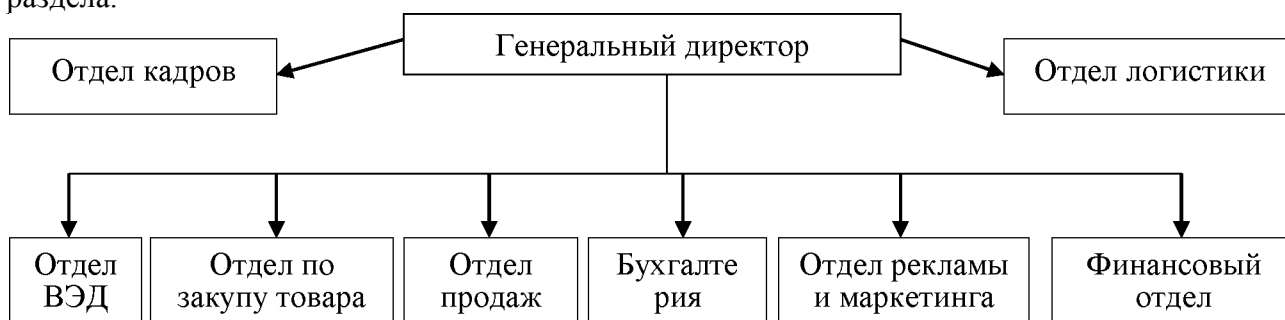 раздела.
Генеральный директор
Отдел кадров
Отдел логистики
Отдел
ВЭД
Отдел по
закупу товара
Отдел
продаж
Бухгалте
рия
Отдел рекламы
и маркетинга
Финансовый
отдел